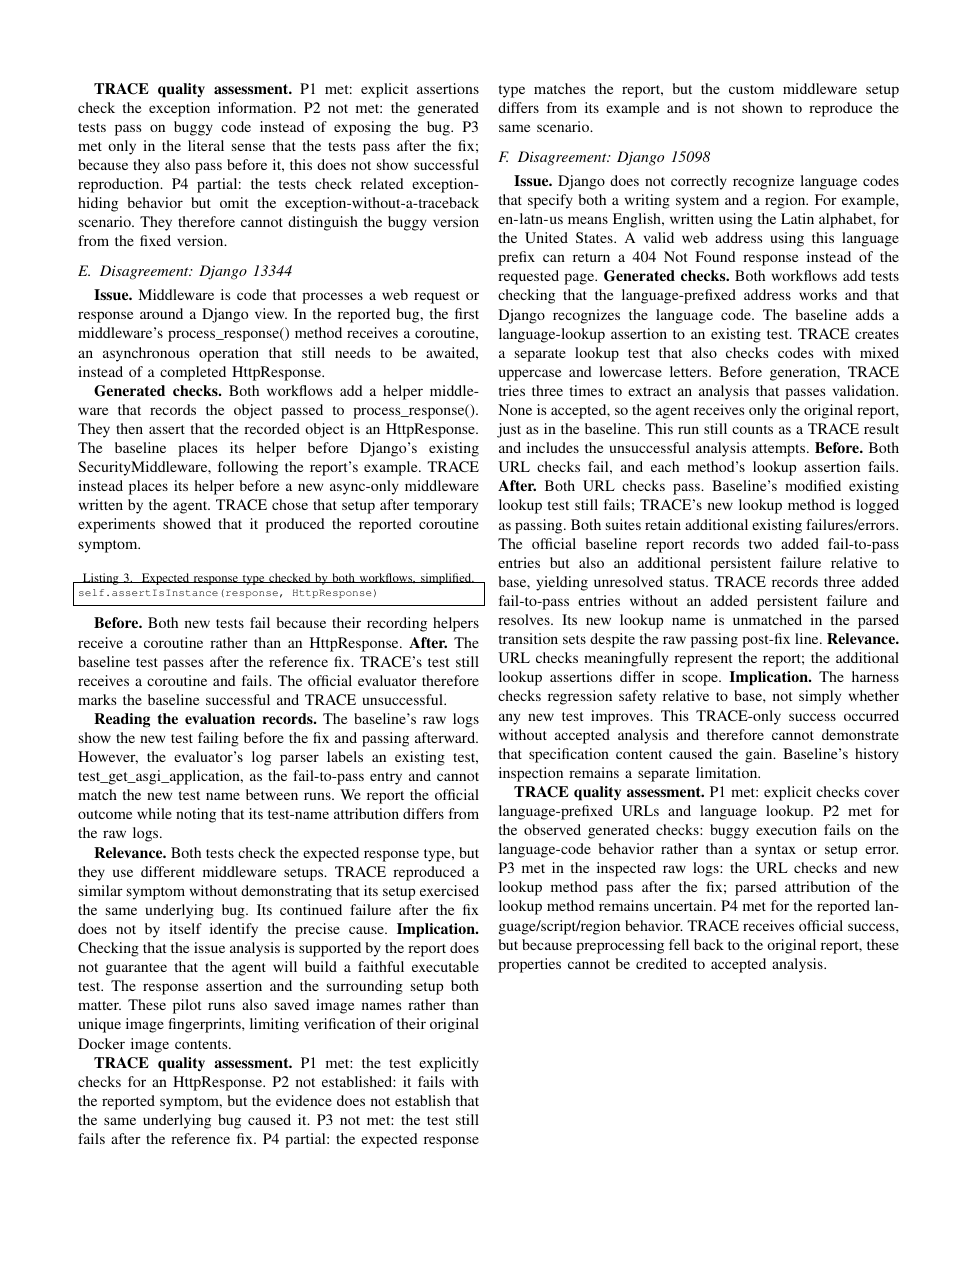 TRACE quality assessment. P1 met: explicit assertions
check the exception information. P2 not met: the generated
tests pass on buggy code instead of exposing the bug. P3
met only in the literal sense that the tests pass after the fix;
because they also pass before it, this does not show successful
reproduction. P4 partial: the tests check related exception-
hiding behavior but omit the exception-without-a-traceback
scenario. They therefore cannot distinguish the buggy version
from the fixed version.
E. Disagreement: Django 13344
Issue. Middleware is code that processes a web request or
response around a Django view. In the reported bug, the first
middleware's process_response() method receives a coroutine,
an asynchronous operation that still needs to be awaited,
instead of a completed HttpResponse.
Generated checks. Both workflows add a helper middle-
ware that records the object passed to process_response().
They then assert that the recorded object is an HttpResponse.
The baseline places its helper before Django's existing
SecurityMiddleware, following the report's example. TRACE
instead places its helper before a new async-only middleware
written by the agent. TRACE chose that setup after temporary
experiments showed that it produced the reported coroutine
symptom.
Listing 3. Expected response type checked by both workflows, simplified.
self.assertIsInstance(response, HttpResponse)
Before. Both new tests fail because their recording helpers
receive a coroutine rather than an HttpResponse. After. The
baseline test passes after the reference fix. TRACE's test still
receives a coroutine and fails. The official evaluator therefore
marks the baseline successful and TRACE unsuccessful.
Reading the evaluation records. The baseline's raw logs
show the new test failing before the fix and passing afterward.
However, the evaluator's log parser labels an existing test,
test_get_asgi_application, as the fail-to-pass entry and cannot
match the new test name between runs. We report the official
outcome while noting that its test-name attribution differs from
the raw logs.
Relevance. Both tests check the expected response type, but
they use different middleware setups. TRACE reproduced a
similar symptom without demonstrating that its setup exercised
the same underlying bug. Its continued failure after the fix
does not by itself identify the precise cause. Implication.
Checking that the issue analysis is supported by the report does
not guarantee that the agent will build a faithful executable
test. The response assertion and the surrounding setup both
matter. These pilot runs also saved image names rather than
unique image fingerprints, limiting verification of their original
Docker image contents.
TRACE quality assessment. P1 met: the test explicitly
checks for an HttpResponse. P2 not established: it fails with
the reported symptom, but the evidence does not establish that
the same underlying bug caused it. P3 not met: the test still
fails after the reference fix. P4 partial: the expected response
type matches the report, but the custom middleware setup
differs from its example and is not shown to reproduce the
same scenario.
F. Disagreement: Django 15098
Issue. Django does not correctly recognize language codes
that specify both a writing system and a region. For example,
en-latn-us means English, written using the Latin alphabet, for
the United States. A valid web address using this language
prefix can return a 404 Not Found response instead of the
requested page. Generated checks. Both workflows add tests
checking that the language-prefixed address works and that
Django recognizes the language code. The baseline adds a
language-lookup assertion to an existing test. TRACE creates
a separate lookup test that also checks codes with mixed
uppercase and lowercase letters. Before generation, TRACE
tries three times to extract an analysis that passes validation.
None is accepted, so the agent receives only the original report,
just as in the baseline. This run still counts as a TRACE result
and includes the unsuccessful analysis attempts. Before. Both
URL checks fail, and each method's lookup assertion fails.
After. Both URL checks pass. Baseline's modified existing
lookup test still fails; TRACE's new lookup method is logged
as passing. Both suites retain additional existing failures/errors.
The official baseline report records two added fail-to-pass
entries but also an additional persistent failure relative to
base, yielding unresolved status. TRACE records three added
fail-to-pass entries without an added persistent failure and
resolves. Its new lookup name is unmatched in the parsed
transition sets despite the raw passing post-fix line. Relevance.
URL checks meaningfully represent the report; the additional
lookup assertions differ in scope. Implication. The harness
checks regression safety relative to base, not simply whether
any new test improves. This TRACE-only success occurred
without accepted analysis and therefore cannot demonstrate
that specification content caused the gain. Baseline's history
inspection remains a separate limitation.
TRACE quality assessment. P1 met: explicit checks cover
language-prefixed URLs and language lookup. P2 met for
the observed generated checks: buggy execution fails on the
language-code behavior rather than a syntax or setup error.
P3 met in the inspected raw logs: the URL checks and new
lookup method pass after the fix; parsed attribution of the
lookup method remains uncertain. P4 met for the reported lan-
guage/script/region behavior. TRACE receives official success,
but because preprocessing fell back to the original report, these
properties cannot be credited to accepted analysis.